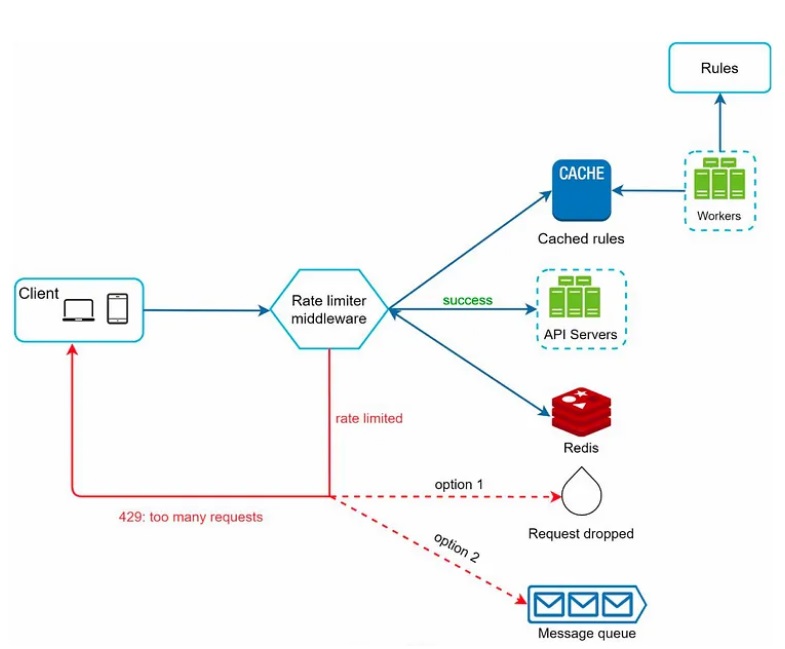 Rules
CACHE
Workers
Cached rules
Client
Rate limiter
middleware
success
API Servers
rate limited
Redis
option 1
429: too many requests
Request dropped
option 2
Message queue